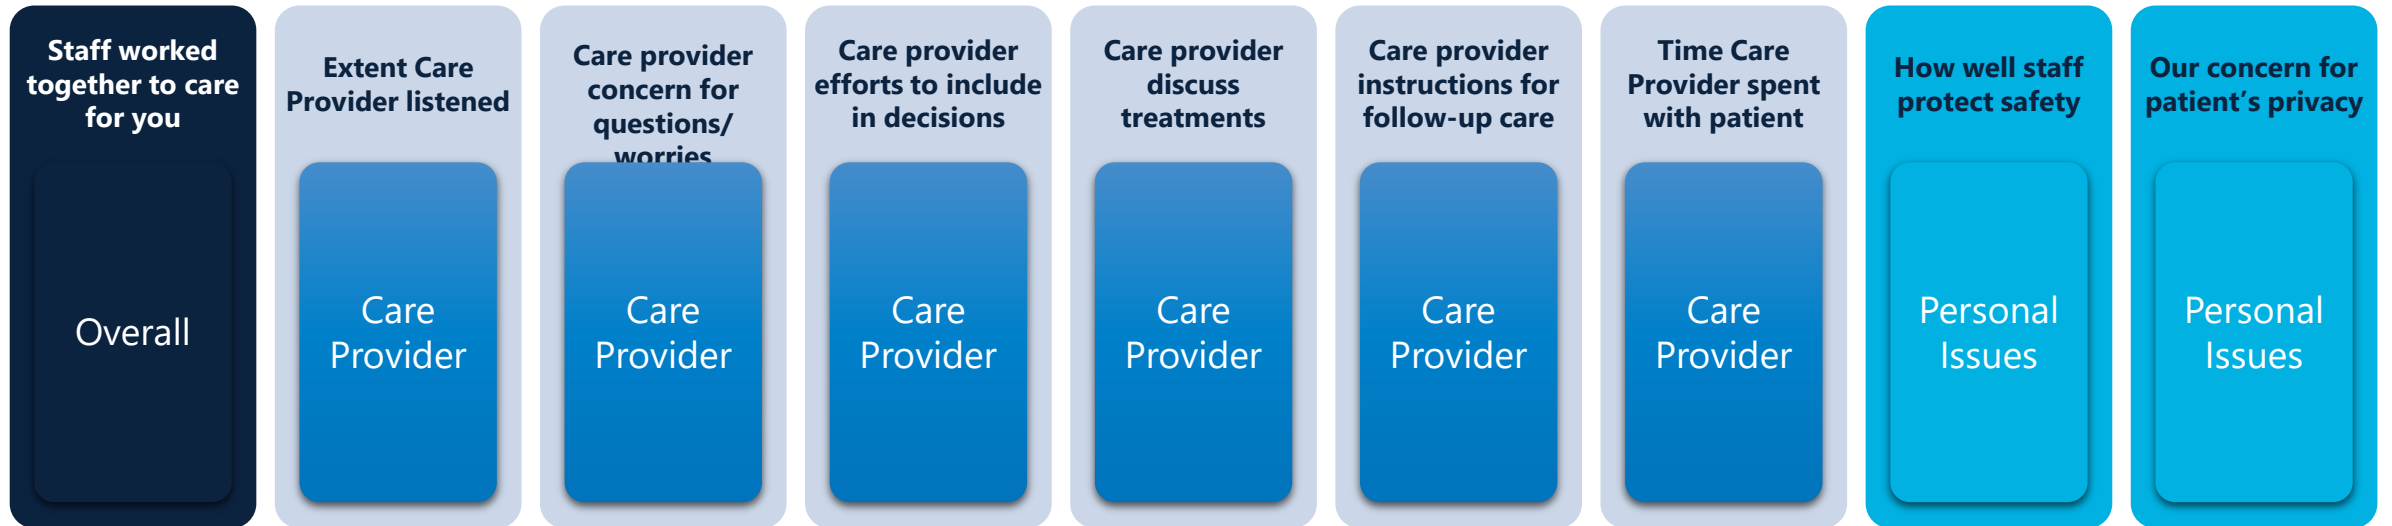 Staff worked
together to care
for you
Overall
Extent Care
Provider listened
Care
Provider
Care provider
concern for
questions/
worries
Care
Provider
Care provider
efforts to include
in decisions
Care
Provider
Care provider
discuss
treatments
Care
Provider
Care provider
instructions for
follow-up care
Care
Provider
Time Care
Provider spent
with patient
Care
Provider
How well staff
protect safety
Personal
Issues
Our concern for
patient’s privacy
Personal
Issues